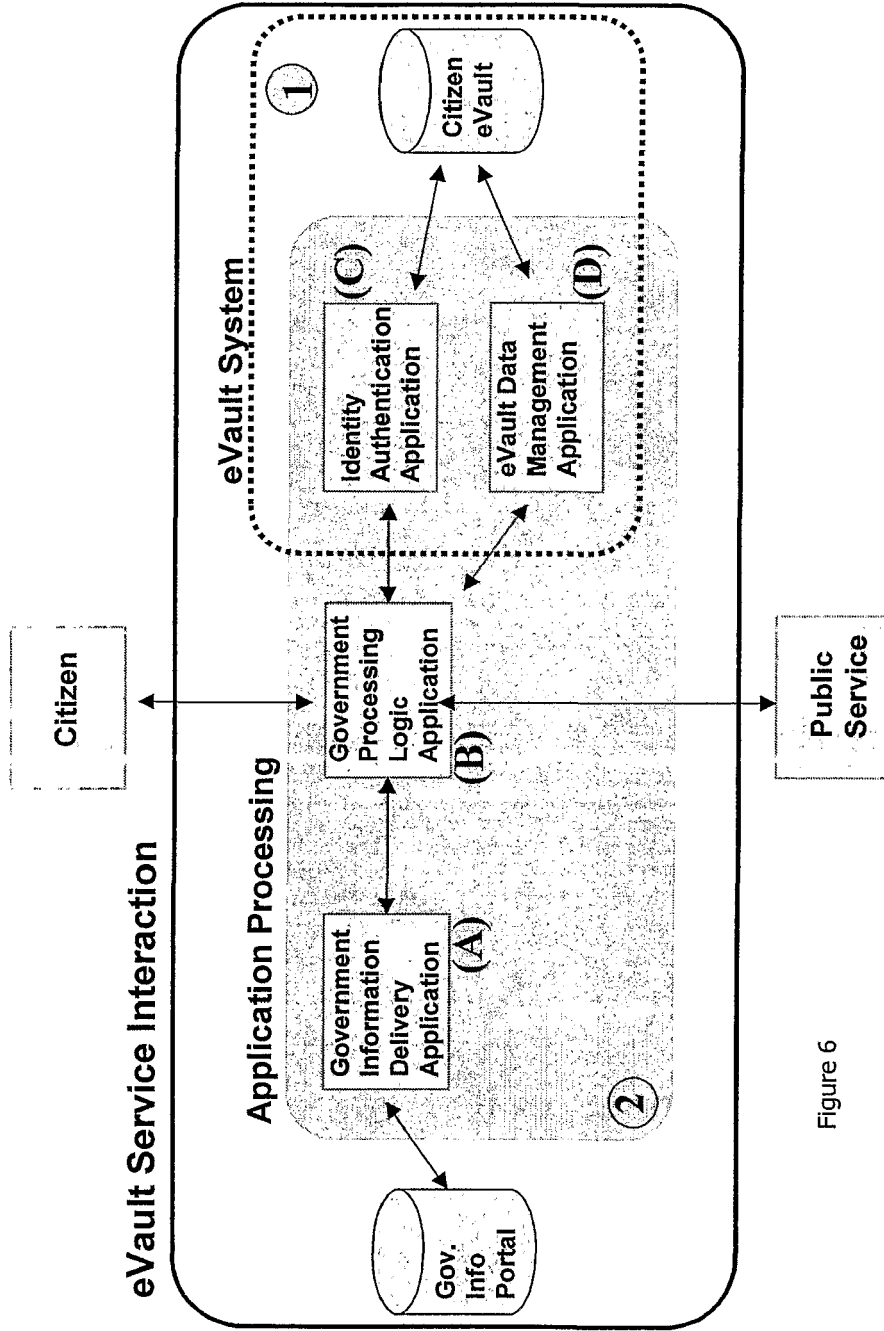 eVault Service Interaction
Citizen
Application Processing
eVault System
1
Gov.
Info
Portal
Government
Information
Delivery
Application
(A)
Government
Processing
Logic
Application
(B)
Identity
Authentication
Application
(C)
eVault Data
Management
Application
(D)
Citizen
eVault
2
Public
Service
Figure 6